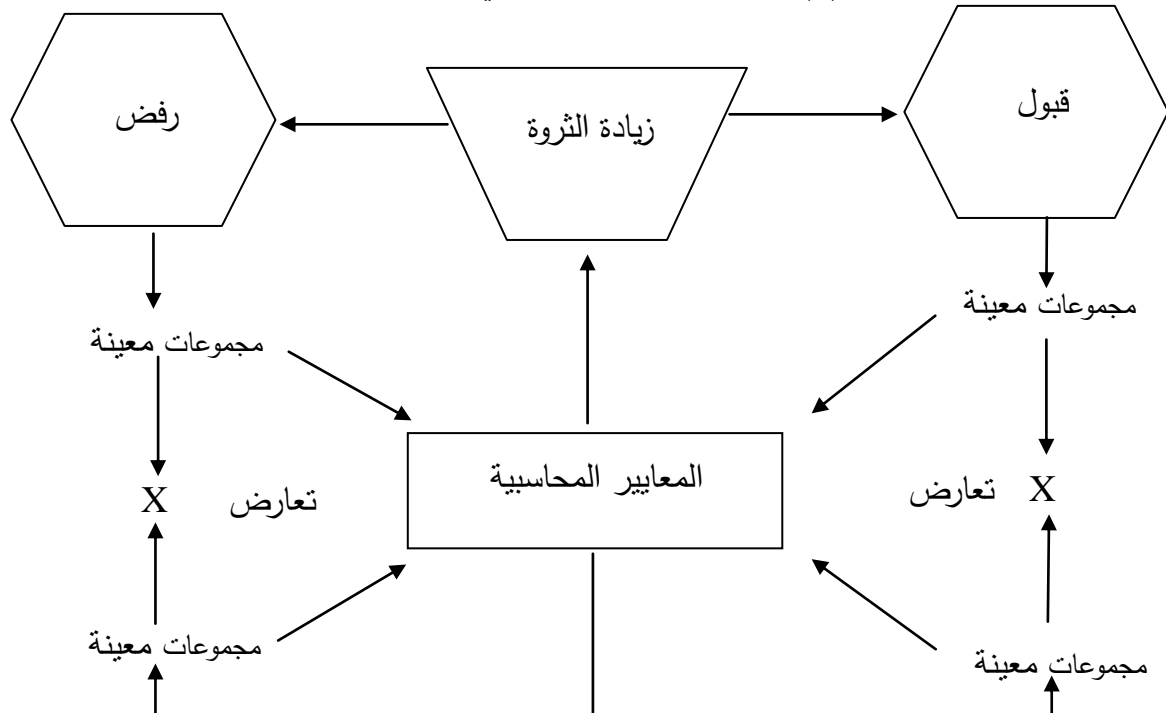 قبول
زيادة الثروة
رفض
مجموعات معينة
مجموعات معينة
المعايير المحاسبية
X تعارض
تعارض X
مجموعات معينة
مجموعات معينة